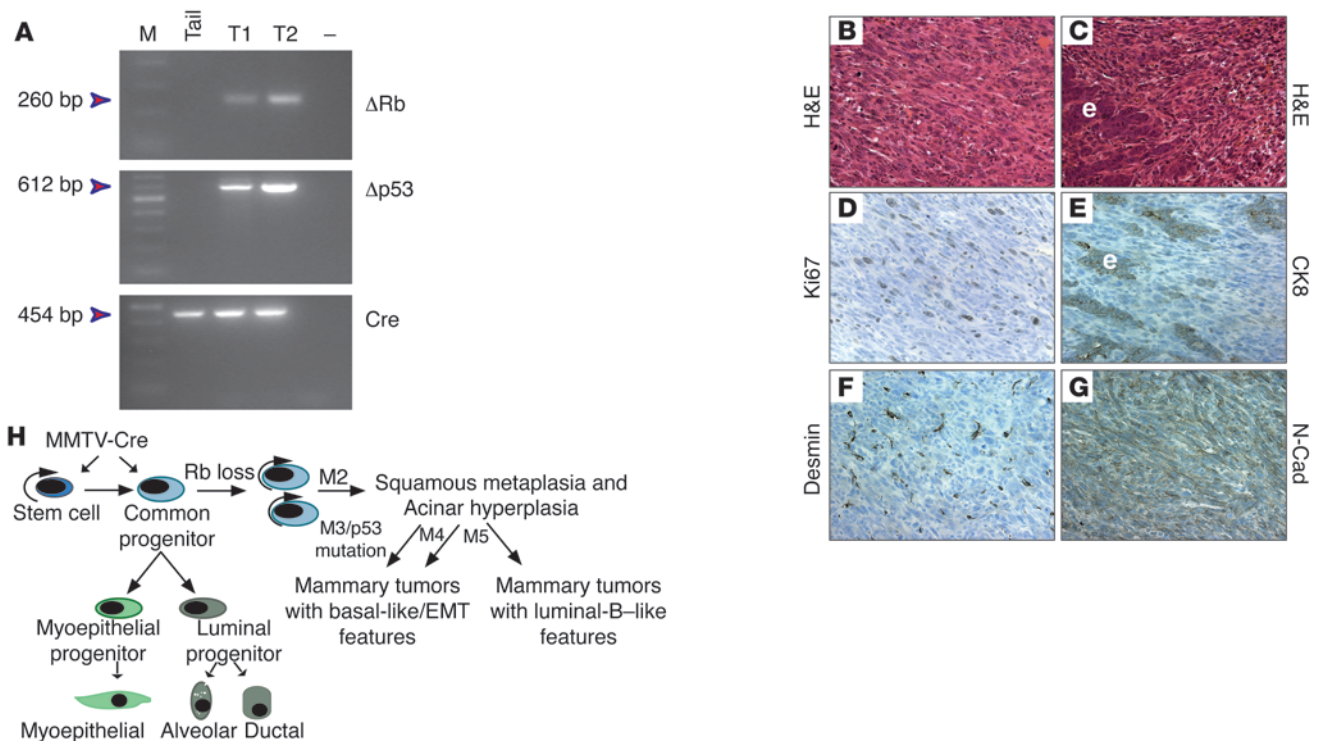 A
M Tail T1 T2 –
260 bp ΔRb
612 bp Δp53
454 bp Cre
B
H&E
C
e
H&E
D
Ki67
E
e
CK8
F
Desmin
G
N-Cad
H
MMTV-Cre
Rb loss
M2
Stem cell
Common
progenitor
M3/p53
mutation
Squamous metaplasia and
Acinar hyperplasia
M4
M5
Mammary tumors
with basal-like/EMT
features
Mammary tumors
with luminal-B–like
features
Myoepithelial
progenitor
Luminal
progenitor
Myoepithelial
Alveolar
Ductal